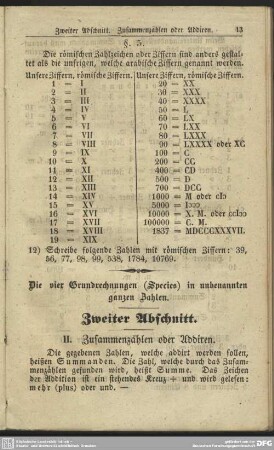 Zweiter Abschnitt. Zusammenzählen oder Addiren. 13
§. 5.
Die römischen Zahlzeichen oder Ziffern sind anders gestal-
tet als die unsrigen, welche arabische Ziffern genannt werden.
Unsere Ziffern, römische Ziffern. Unsere Ziffern, römische Ziffern.
1 = I 20 = XX
2 = II 30 = XXX
3 = III 40 = XXXX
4 = IV 50 = L
5 = V 60 = LX
6 = VI 70 = LXX
7 = VII 80 = LXXX
8 = VIII 90 = LXXXX oder XC
9 = IX 100 = C
10 = X 200 = CC
11 = XI 400 = CD
12 = XII 500 = D
13 = XIII 700 = DCC
14 = XIV 1000 = M oder cIɔ
15 = XV 5000 = Iɔɔ
16 = XVI 10000 = X. M. oder ccIɔɔ
17 = XVII 100000 = C. M.
18 = XVIII 1837 = MDCCCXXXVII.
19 = XIX
12) Schreibe folgende Zahlen mit römischen Ziffern: 39,
56, 77, 98, 99, 538, 1784, 10769.
Die vier Grundrechnungen (Species) in unbenannten
ganzen Zahlen.
Zweiter Abschnitt.
II. Zusammenzählen oder Addiren.
Die gegebenen Zahlen, welche addirt werden sollen,
heißen Summanden. Die Zahl, welche durch das Zusam-
menzählen gefunden wird, heißt Summe. Das Zeichen
der Addition ist ein stehendes Kreuz + und wird gelesen:
mehr (plus) oder und. —